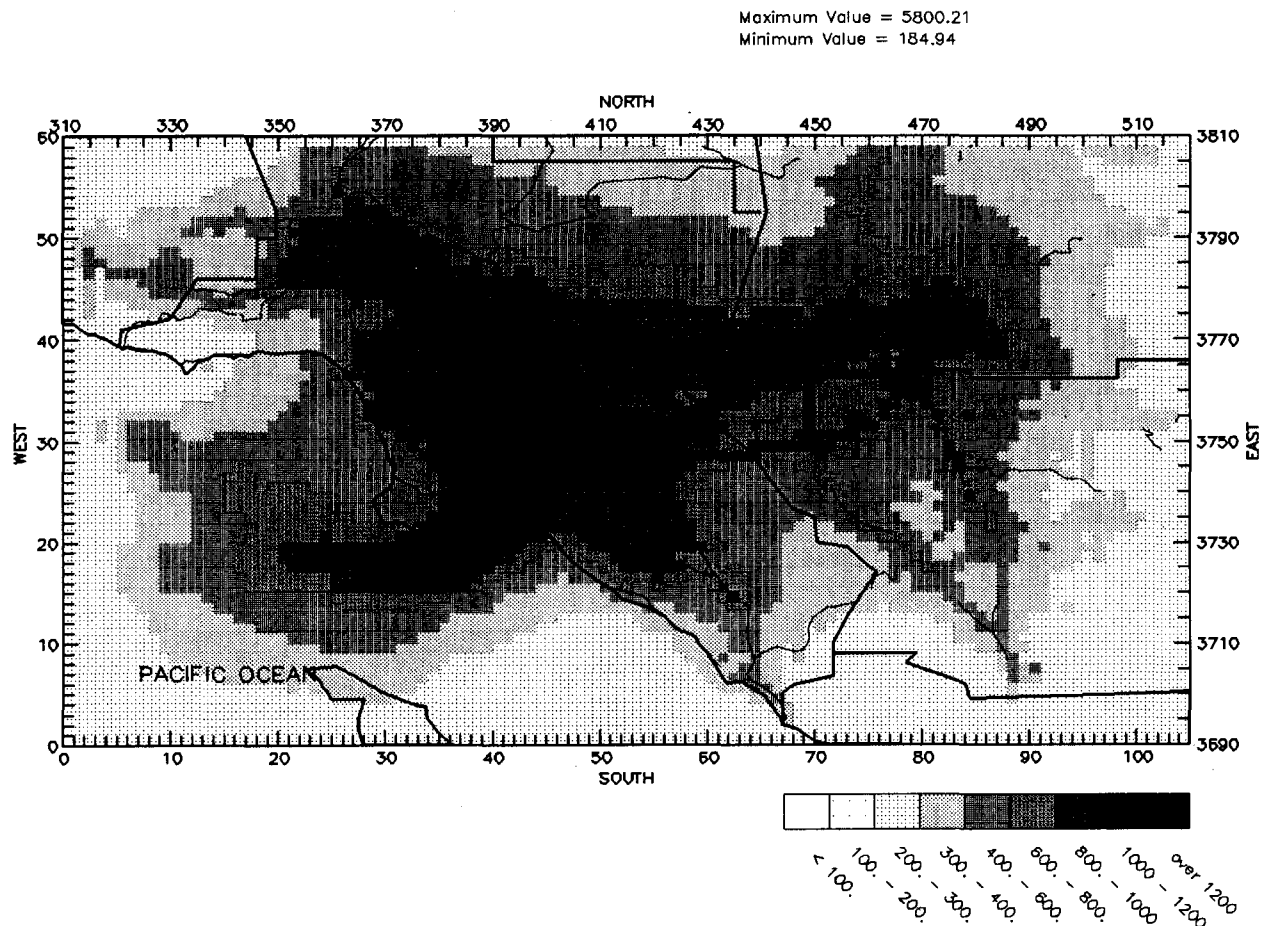 Maximum Value = 5800.21
Minimum Value = 184.94
NORTH
310 330 350 370 390 410 430 450 470 490 510
60 3810
50 3790
40 3770
WEST 30 3750 EAST
20 3730
10 3710
PACIFIC OCEAN
0 3690
0 10 20 30 40 50 60 70 80 90 100
SOUTH
< 100.
100. - 200.
200. - 300.
300. - 400.
400. - 600.
600. - 800.
800. - 1000
1000 - 1200
over 1200